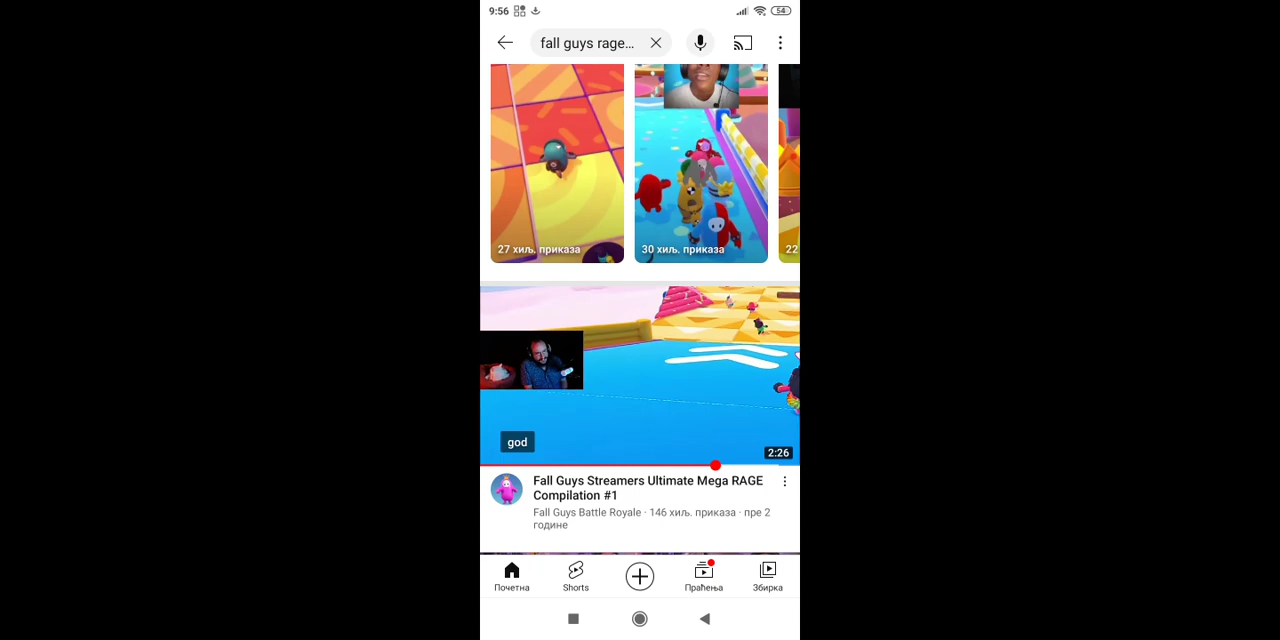 9:56
54
fall guys rage...
27 хиљ. приказа
30 хиљ. приказа
22
god
2:26
Fall Guys Streamers Ultimate Mega RAGE
Compilation #1
Fall Guys Battle Royale · 146 хиљ. приказа · пре 2
године
Почетна
Shorts
Праћења
Збирка